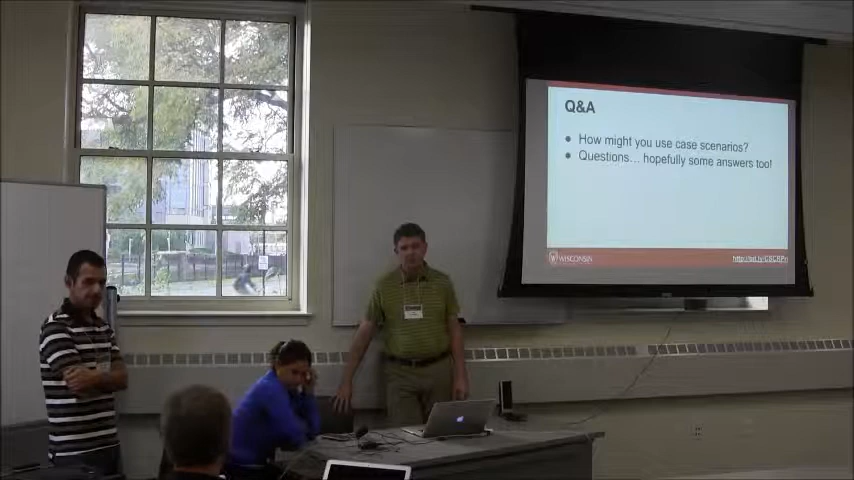 Q&A
● How might you use case scenarios?
● Questions... hopefully some answers too!
WISCONSIN